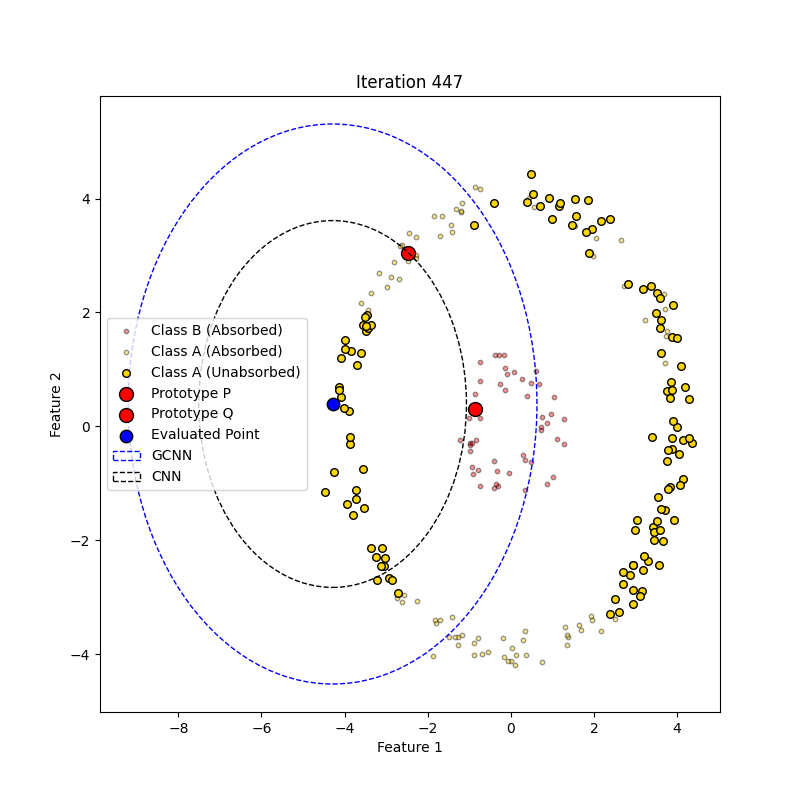 Iteration 447
Feature 2
4
2
0
−2
−4
Class B (Absorbed)
Class A (Absorbed)
Class A (Unabsorbed)
Prototype P
Prototype Q
Evaluated Point
GCNN
CNN
−8
−6
−4
−2
0
2
4
Feature 1